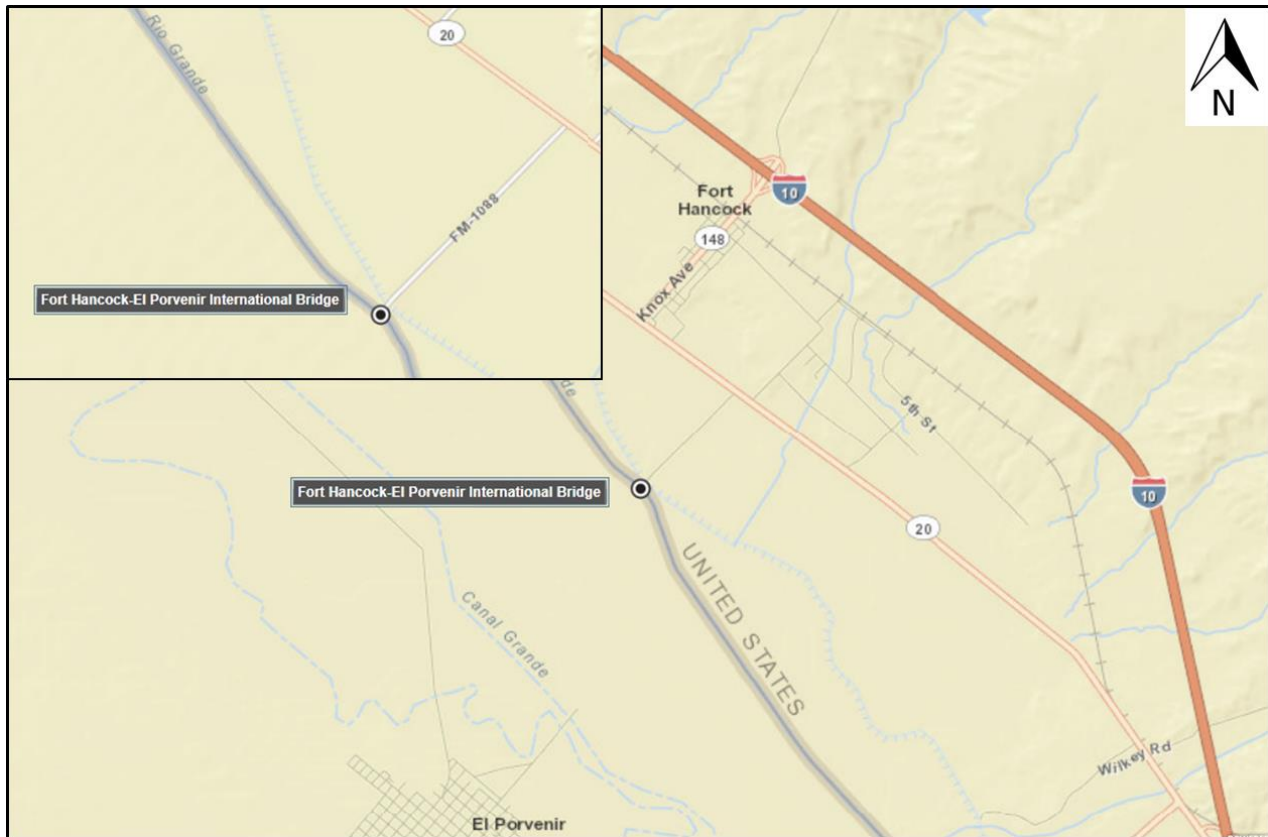 20
Rio Grande
FM-1088
Fort Hancock-El Porvenir International Bridge
N
10
Fort
Hancock
148
Knox Ave
5th St
Fort Hancock-El Porvenir International Bridge
10
20
UNITED STATES
Canal Grande
Wilkey Rd
El Porvenir